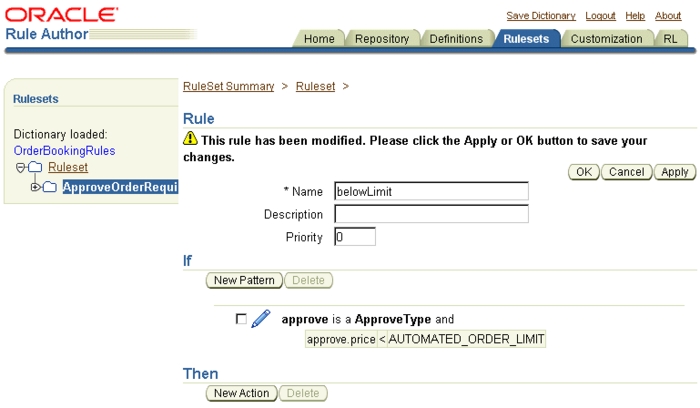 ORACLE
Rule Author
Save Dictionary Logout Help About
Home Repository Definitions Rulesets Customization RL
Rulesets
Dictionary loaded:
OrderBookingRules
Ruleset
ApproveOrderRequi
RuleSet Summary > Ruleset >
Rule
This rule has been modified. Please click the Apply or OK button to save your
changes.
OK Cancel Apply
* Name belowLimit
Description
Priority 0
If
New Pattern Delete
approve is a ApproveType and
approve.price < AUTOMATED_ORDER_LIMIT
Then
New Action Delete